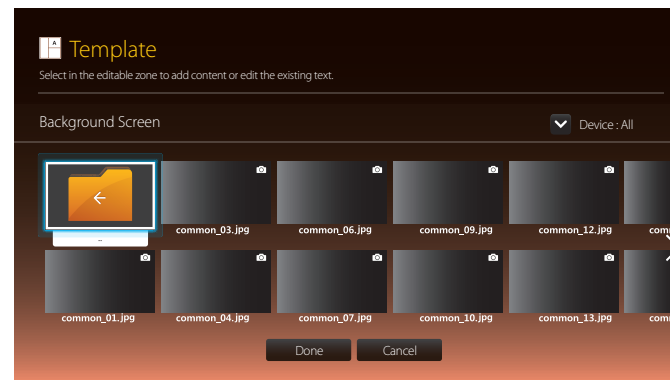 A
Template
Select in the editable zone to add content or edit the existing text.
Background Screen
Device : All
common_03.jpg common_06.jpg common_09.jpg common_12.jpg com
..
common_01.jpg common_04.jpg common_07.jpg common_10.jpg common_13.jpg com
Done Cancel